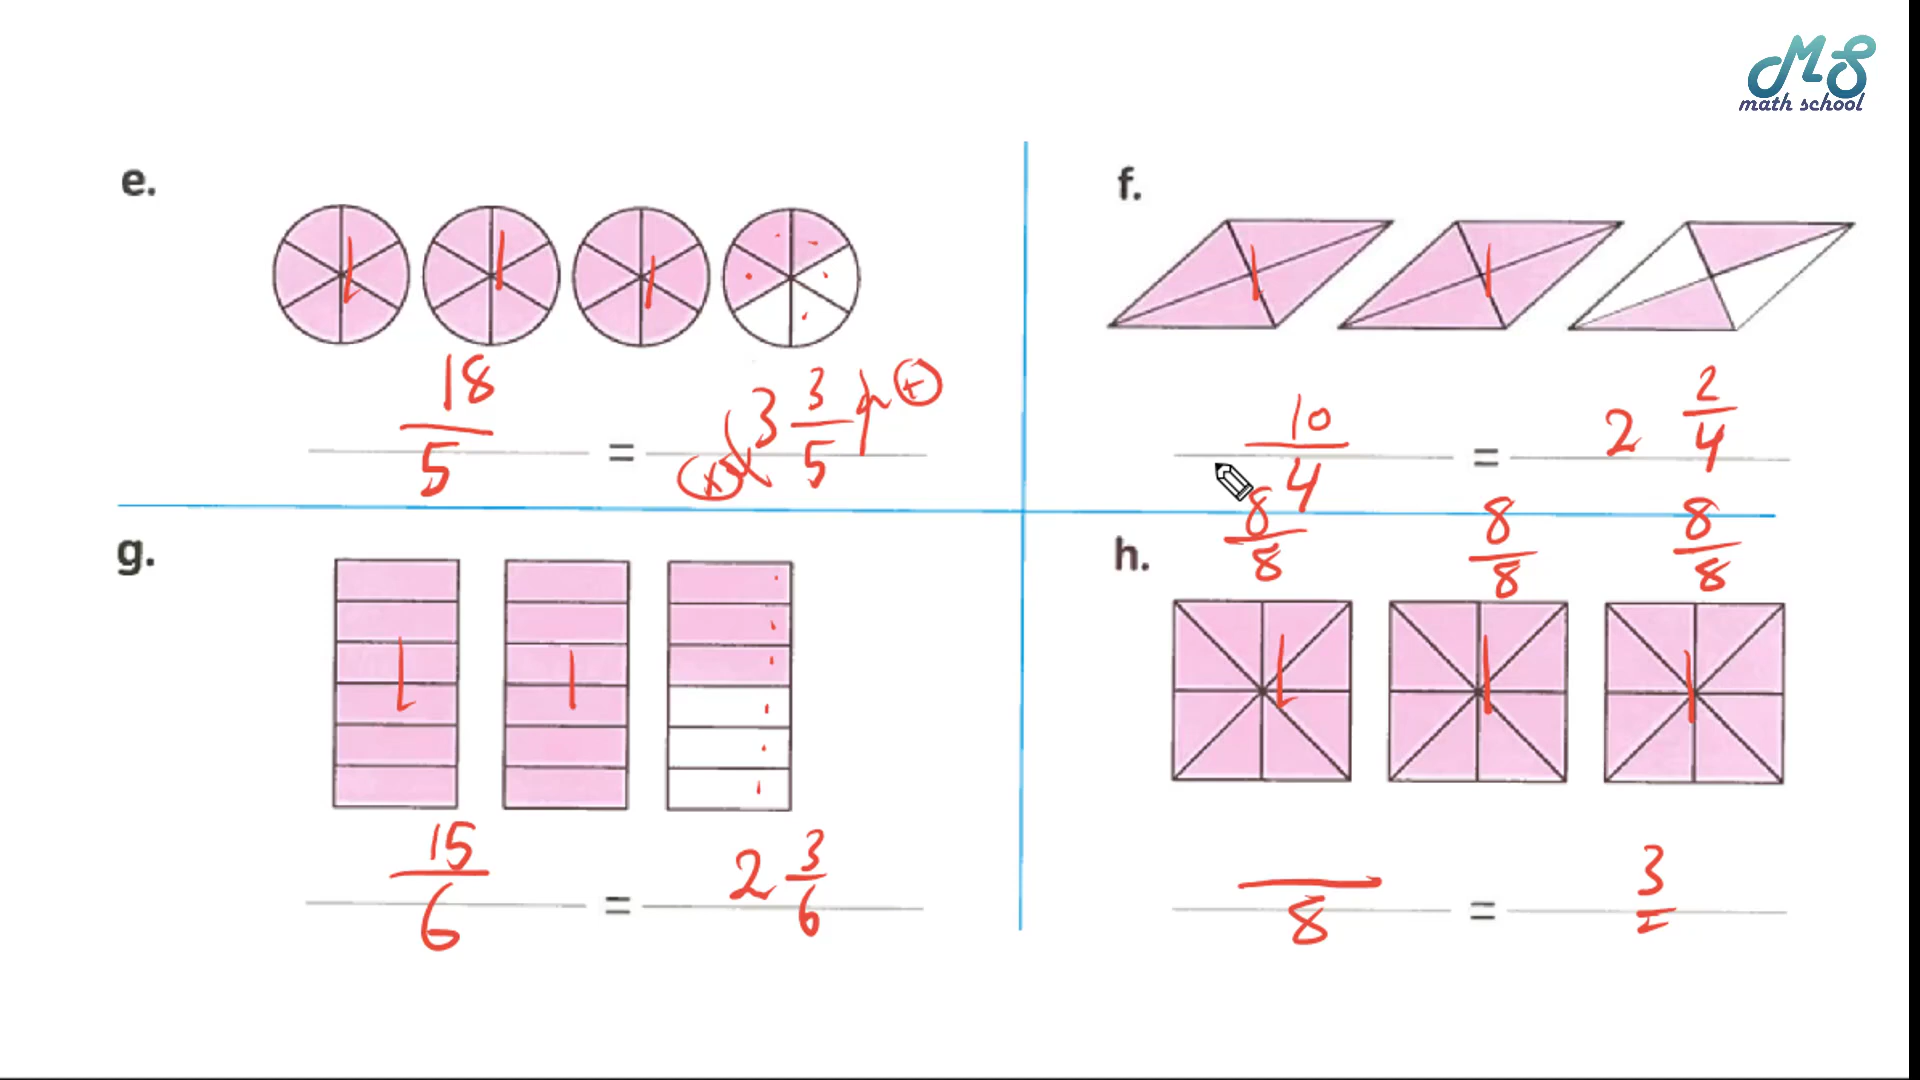 MS
math school
e.
f.
1 1 1
1 1
18/5 = 3 3/5
(x) (+)
10/4 = 2 2/4
g.
h.
8/8 8/8 8/8
1 1
1 1 1
15/6 = 2 3/6
/8 = 3